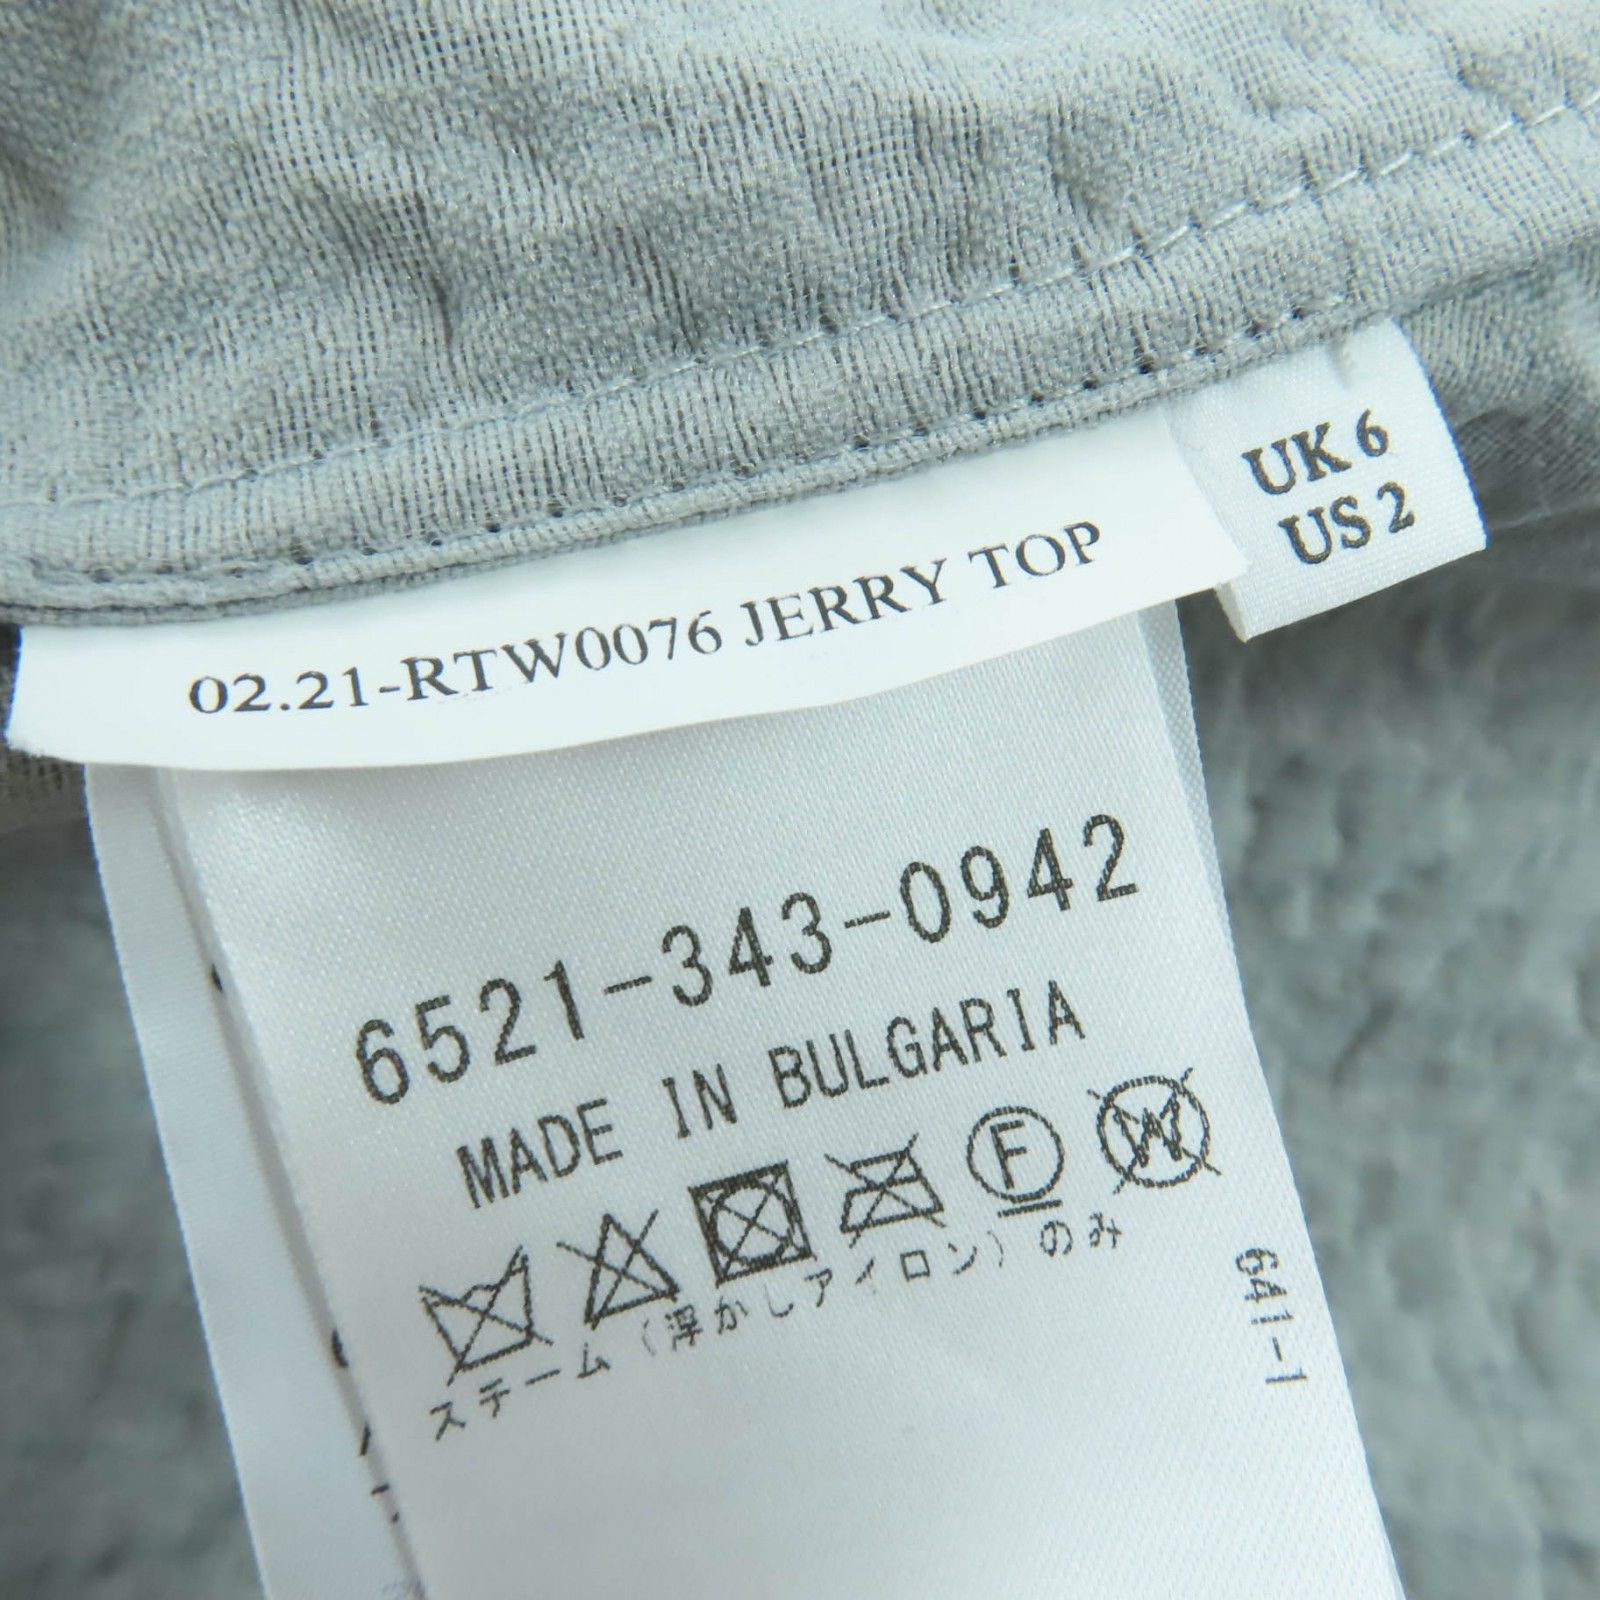 UK 6
US 2
02.21-RTW0076 JERRY TOP
6521-343-0942
MADE IN BULGARIA
F W
ステーム（浮かしアイロン）のみ
641-1